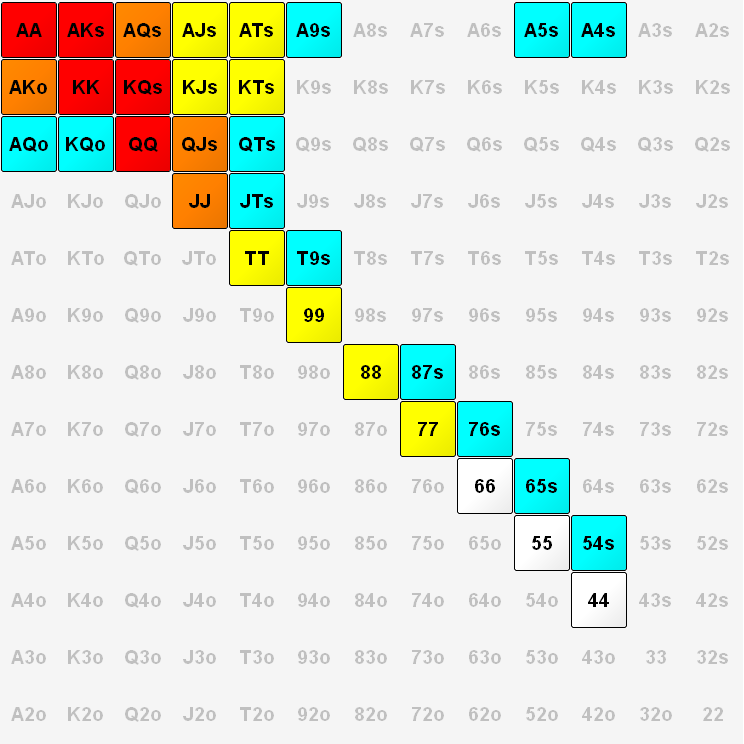 AA AKs AQs AJs ATs A9s A8s A7s A6s A5s A4s A3s A2s
AKo KK KQs KJs KTs K9s K8s K7s K6s K5s K4s K3s K2s
AQo KQo QQ QJs QTs Q9s Q8s Q7s Q6s Q5s Q4s Q3s Q2s
AJo KJo QJo JJ JTs J9s J8s J7s J6s J5s J4s J3s J2s
ATo KTo QTo JTo TT T9s T8s T7s T6s T5s T4s T3s T2s
A9o K9o Q9o J9o T9o 99 98s 97s 96s 95s 94s 93s 92s
A8o K8o Q8o J8o T8o 98o 88 87s 86s 85s 84s 83s 82s
A7o K7o Q7o J7o T7o 97o 87o 77 76s 75s 74s 73s 72s
A6o K6o Q6o J6o T6o 96o 86o 76o 66 65s 64s 63s 62s
A5o K5o Q5o J5o T5o 95o 85o 75o 65o 55 54s 53s 52s
A4o K4o Q4o J4o T4o 94o 84o 74o 64o 54o 44 43s 42s
A3o K3o Q3o J3o T3o 93o 83o 73o 63o 53o 43o 33 32s
A2o K2o Q2o J2o T2o 92o 82o 72o 62o 52o 42o 32o 22